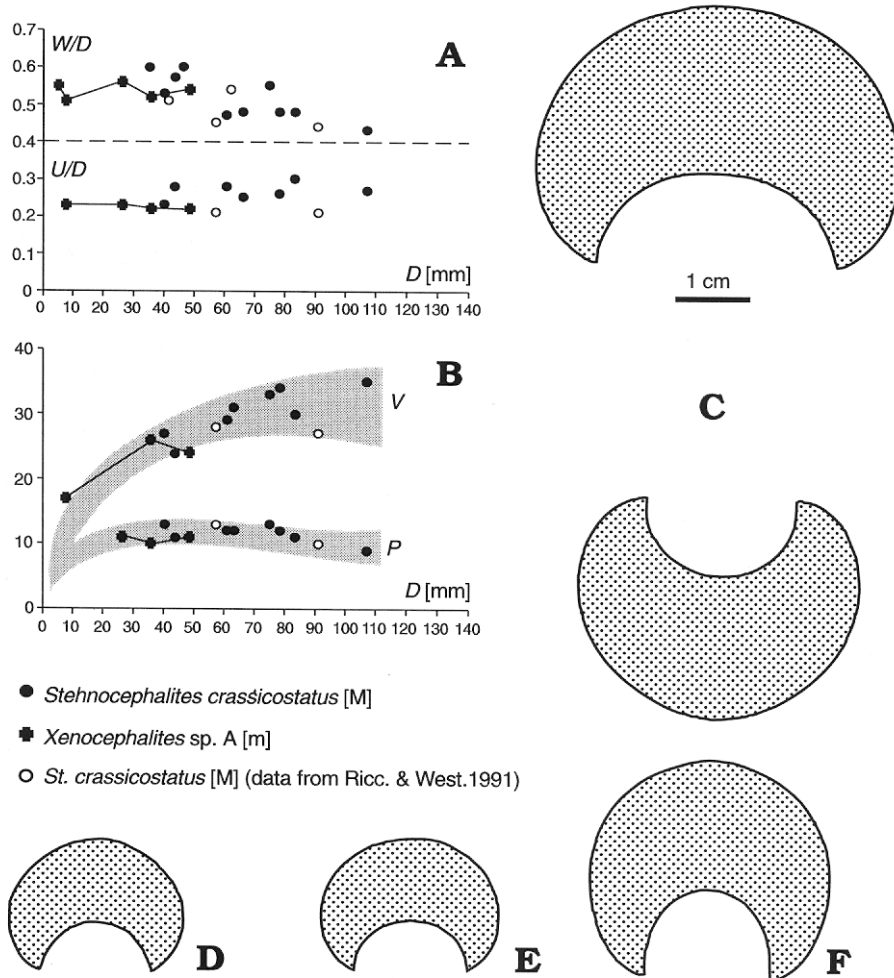 A
W/D
U/D
0.7
0.6
0.5
0.4
0.3
0.2
0.1
0
D [mm]
0 10 20 30 40 50 60 70 80 90 100 110 120 130 140
1 cm
B
V
P
40
30
20
10
0
D [mm]
0 10 20 30 40 50 60 70 80 90 100 110 120 130 140
C
Stehnocephalites crassicostatus [M]
Xenocephalites sp. A [m]
St. crassicostatus [M] (data from Ricc. & West.1991)
D
E
F